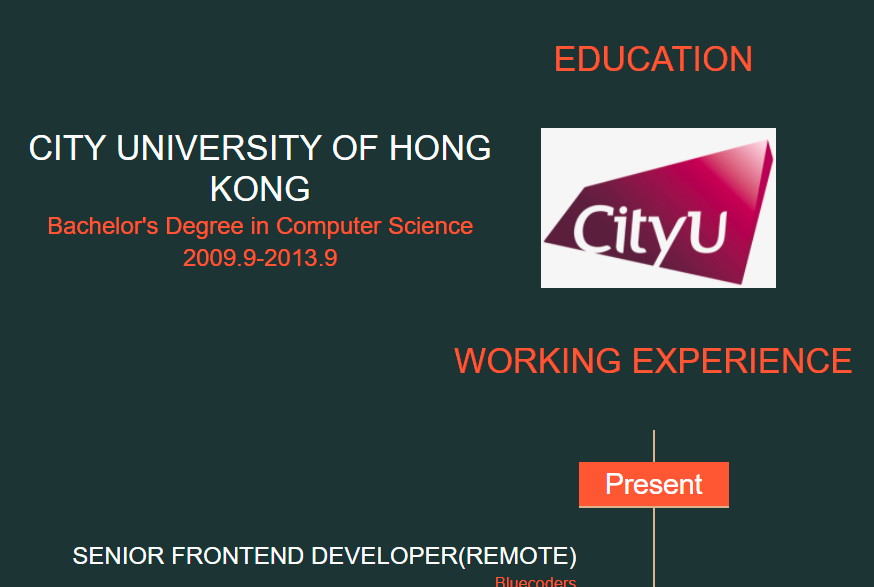 EDUCATION
CITY UNIVERSITY OF HONG
KONG
Bachelor's Degree in Computer Science
2009.9-2013.9
CityU
WORKING EXPERIENCE
Present
SENIOR FRONTEND DEVELOPER(REMOTE)
Bluecoders